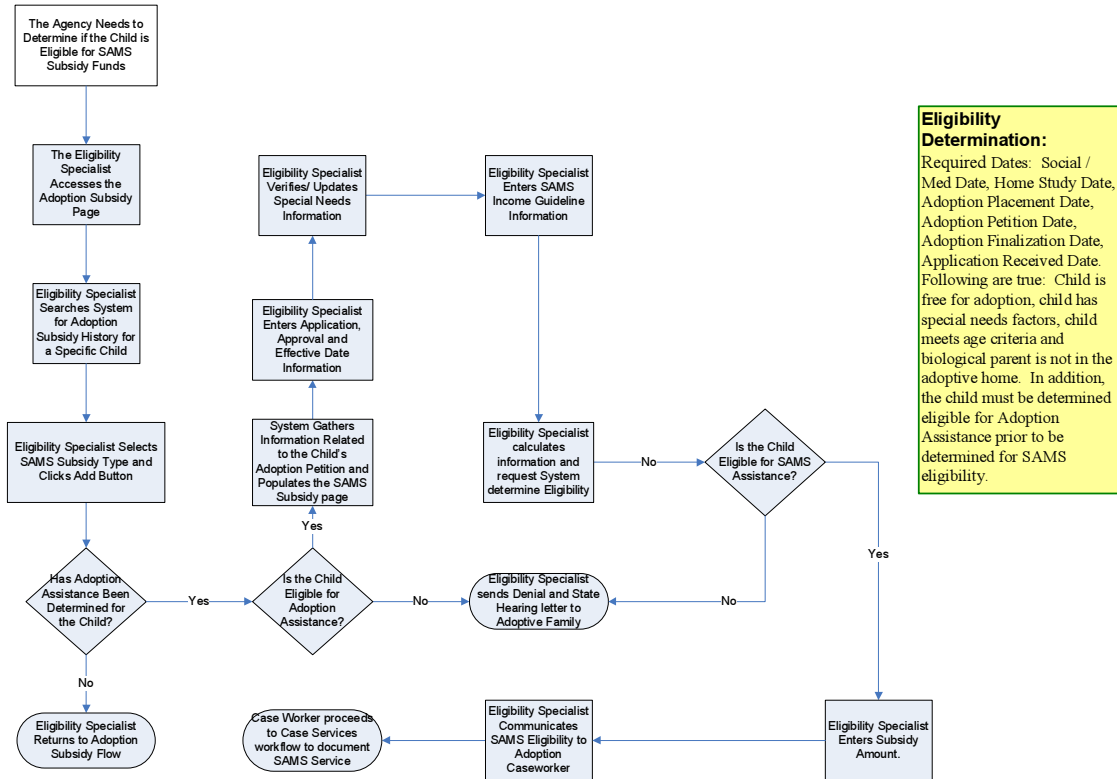 The Agency Needs to
Determine if the Child is
Eligible for SAMS
Subsidy Funds
The Eligibility
Specialist
Accesses the
Adoption Subsidy
Page
Eligibility Specialist
Searches System
for Adoption
Subsidy History for
a Specific Child
Eligibility Specialist Selects
SAMS Subsidy Type and
Clicks Add Button
Has Adoption
Assistance Been
Determined for
the Child?
No
Eligibility Specialist
Returns to Adoption
Subsidy Flow
Yes
Is the Child
Eligible for
Adoption
Assistance?
Yes
System Gathers
Information Related
to the Child's
Adoption Petition and
Populates the SAMS
Subsidy page
Eligibility Specialist
Enters Application,
Approval and
Effective Date
Information
Eligibility Specialist
Verifies/ Updates
Special Needs
Information
Eligibility Specialist
Enters SAMS
Income Guideline
Information
Eligibility Specialist
calculates
information and
request System
determine Eligibility
No
Is the Child
Eligible for SAMS
Assistance?
No
No
Eligibility Specialist
sends Denial and State
Hearing letter to
Adoptive Family
Yes
Eligibility Specialist
Enters Subsidy
Amount.
Eligibility Specialist
Communicates
SAMS Eligibility to
Adoption
Caseworker
Case Worker proceeds
to Case Services
workflow to document
SAMS Service
Eligibility
Determination:
Required Dates: Social /
Med Date, Home Study Date,
Adoption Placement Date,
Adoption Petition Date,
Adoption Finalization Date,
Application Received Date.
Following are true: Child is
free for adoption, child has
special needs factors, child
meets age criteria and
biological parent is not in the
adoptive home. In addition,
the child must be determined
eligible for Adoption
Assistance prior to be
determined for SAMS
eligibility.